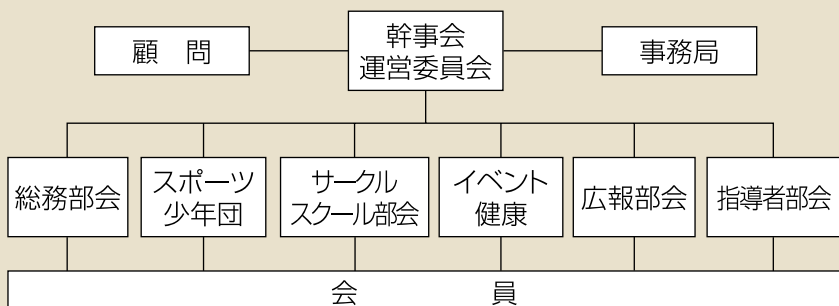 顧　問
幹事会
運営委員会
事務局
総務部会
スポーツ
少年団
サークル
スクール部会
イベント
健康
広報部会
指導者部会
会　員